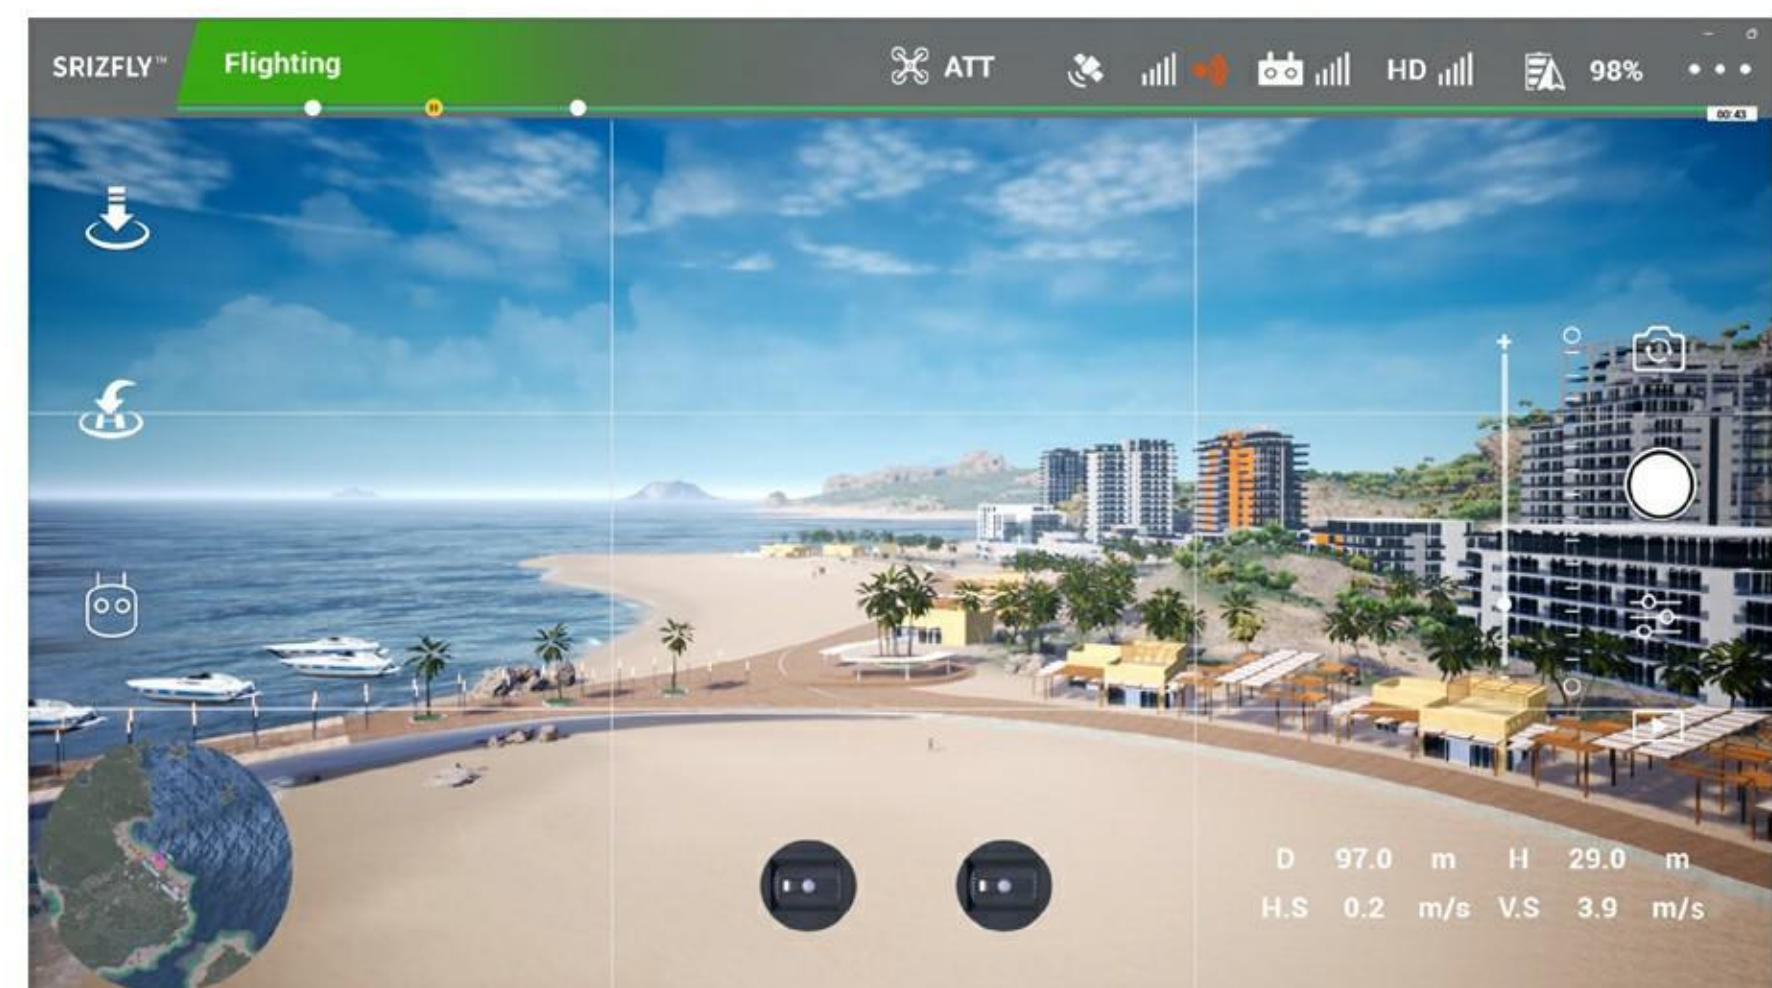 SRIZFLY™
Flighting
ATT
HD
98%
00:43
D 97.0 m H 29.0 m
H.S 0.2 m/s V.S 3.9 m/s